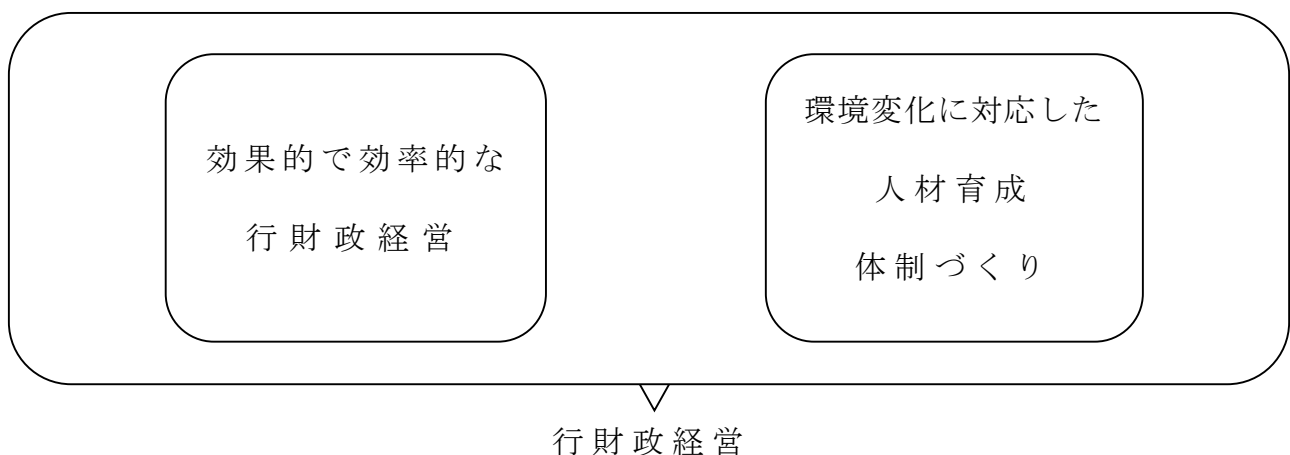 効果的で効率的な
行財政経営
環境変化に対応した
人材育成
体制づくり
行財政経営